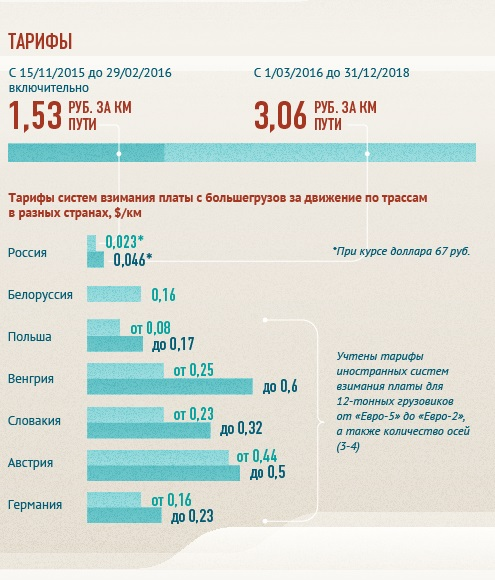 ТАРИФЫ
С 15/11/2015 до 29/02/2016
включительно
1,53 РУБ. ЗА КМ
ПУТИ
С 1/03/2016 до 31/12/2018
3,06 РУБ. ЗА КМ
ПУТИ
Тарифы систем взимания платы с большегрузов за движение по трассам
в разных странах, $/км
Россия
0,023*
0,046*
*При курсе доллара 67 руб.
Белоруссия
0,16
Польша
от 0,08
до 0,17
Венгрия
от 0,25
до 0,6
Словакия
от 0,23
до 0,32
Австрия
от 0,44
до 0,5
Германия
от 0,16
до 0,23
Учтены тарифы
иностранных систем
взимания платы для
12-тонных грузовиков
от «Евро-5» до «Евро-2»,
а также количество осей
(3-4)